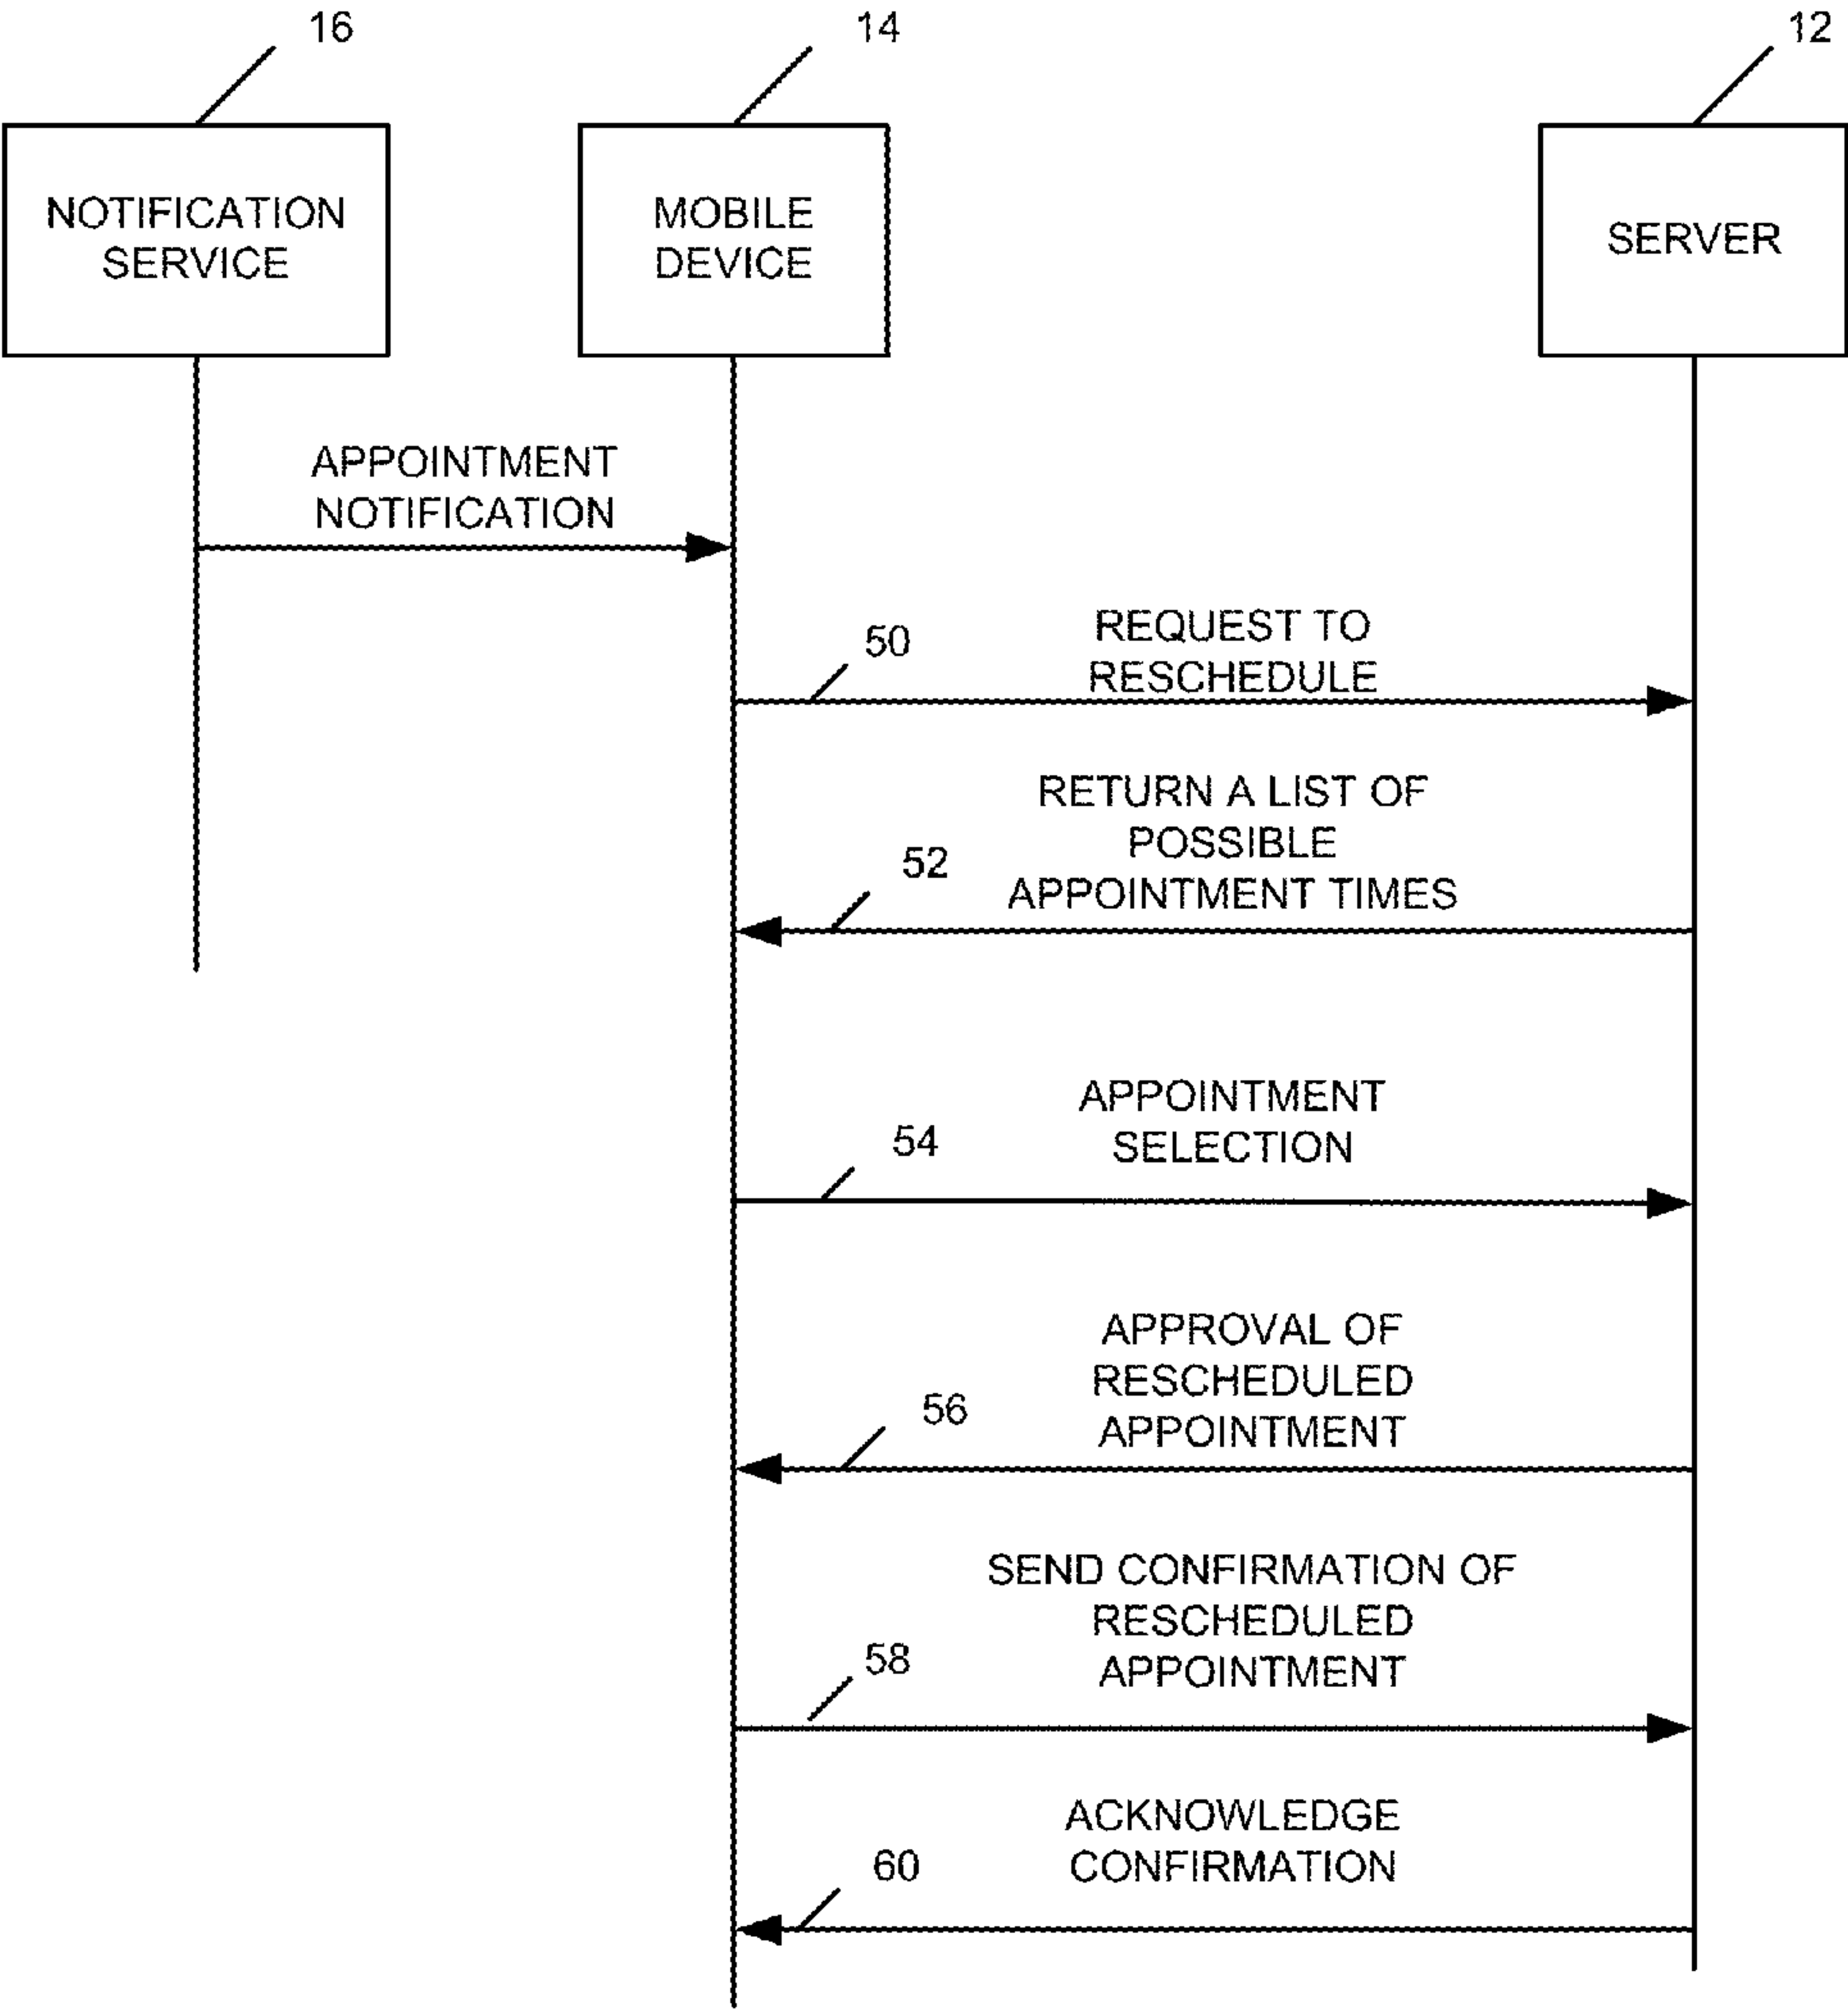 16
14
12
NOTIFICATION
SERVICE
MOBILE
DEVICE
SERVER
APPOINTMENT
NOTIFICATION
50
REQUEST TO
RESCHEDULE
RETURN A LIST OF
POSSIBLE
APPOINTMENT TIMES
52
APPOINTMENT
SELECTION
54
APPROVAL OF
RESCHEDULED
APPOINTMENT
56
SEND CONFIRMATION OF
RESCHEDULED
APPOINTMENT
58
ACKNOWLEDGE
CONFIRMATION
60